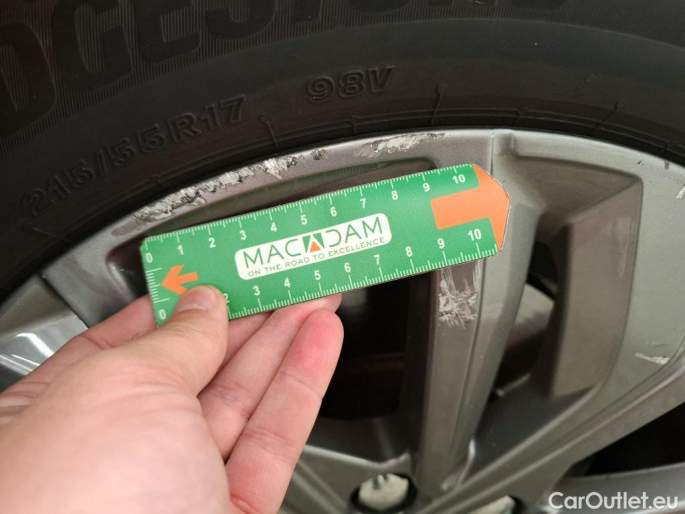 DGESTON
215/55R17 98V
0 1 2 3 4 5 6 7 8 9 10
MACADAM
ON THE ROAD TO EXCELLENCE
0 2 3 4 5 6 7 8 9 10
CarOutlet.eu